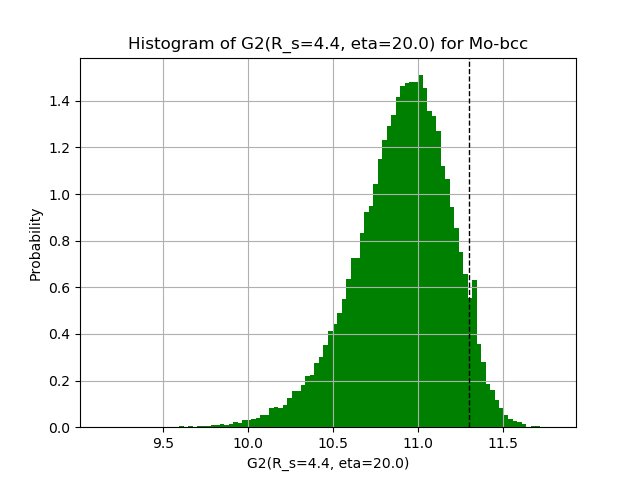 Histogram of G2(R_s=4.4, eta=20.0) for Mo-bcc
1.4
1.2
1.0
0.8
0.6
0.4
0.2
0.0
Probability
9.5 10.0 10.5 11.0 11.5
G2(R_s=4.4, eta=20.0)